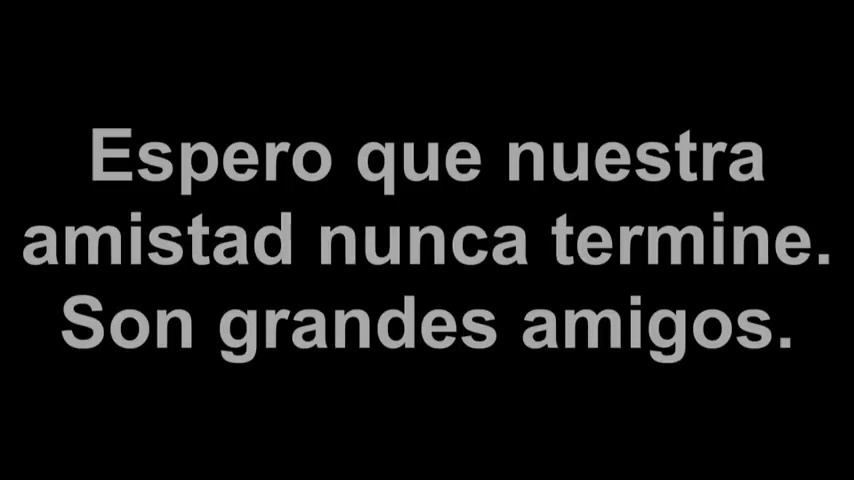 Espero que nuestra
amistad nunca termine.
Son grandes amigos.